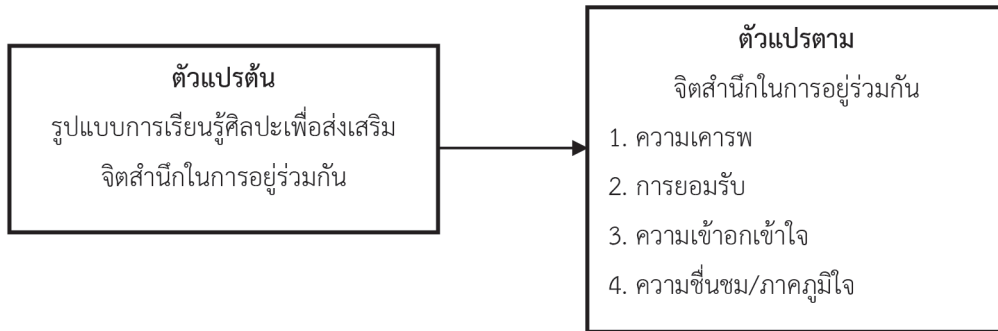 ตัวแปรต้น
รูปแบบการเรียนรู้ศิลปะเพื่อส่งเสริม
จิตสำนึกในการอยู่ร่วมกัน
ตัวแปรตาม
จิตสำนึกในการอยู่ร่วมกัน
1. ความเคารพ
2. การยอมรับ
3. ความเข้าอกเข้าใจ
4. ความชื่นชม/ภาคภูมิใจ